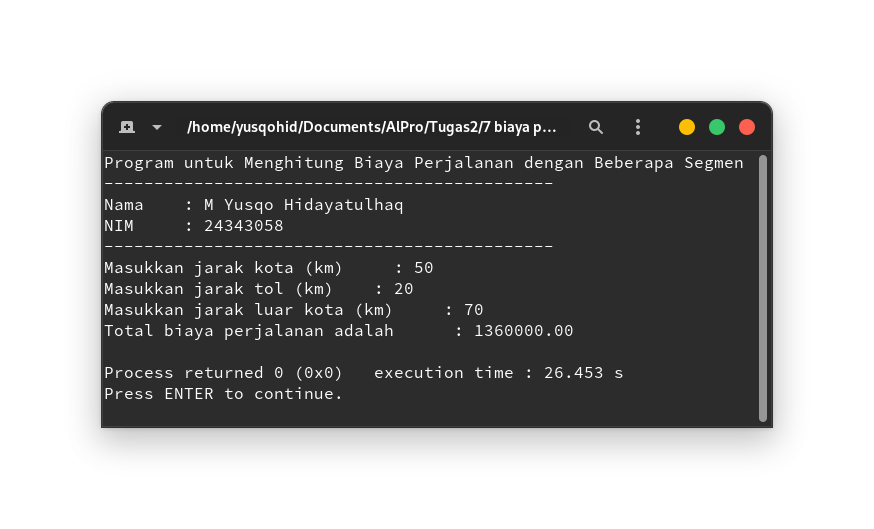 /home/yusqohid/Documents/AlPro/Tugas2/7 biaya p...
Program untuk Menghitung Biaya Perjalanan dengan Beberapa Segmen
---------------------------------------------
Nama    : M Yusqo Hidayatulhaq
NIM     : 24343058
---------------------------------------------
Masukkan jarak kota (km)     : 50
Masukkan jarak tol (km)    : 20
Masukkan jarak luar kota (km)     : 70
Total biaya perjalanan adalah      : 1360000.00
Process returned 0 (0x0)   execution time : 26.453 s
Press ENTER to continue.